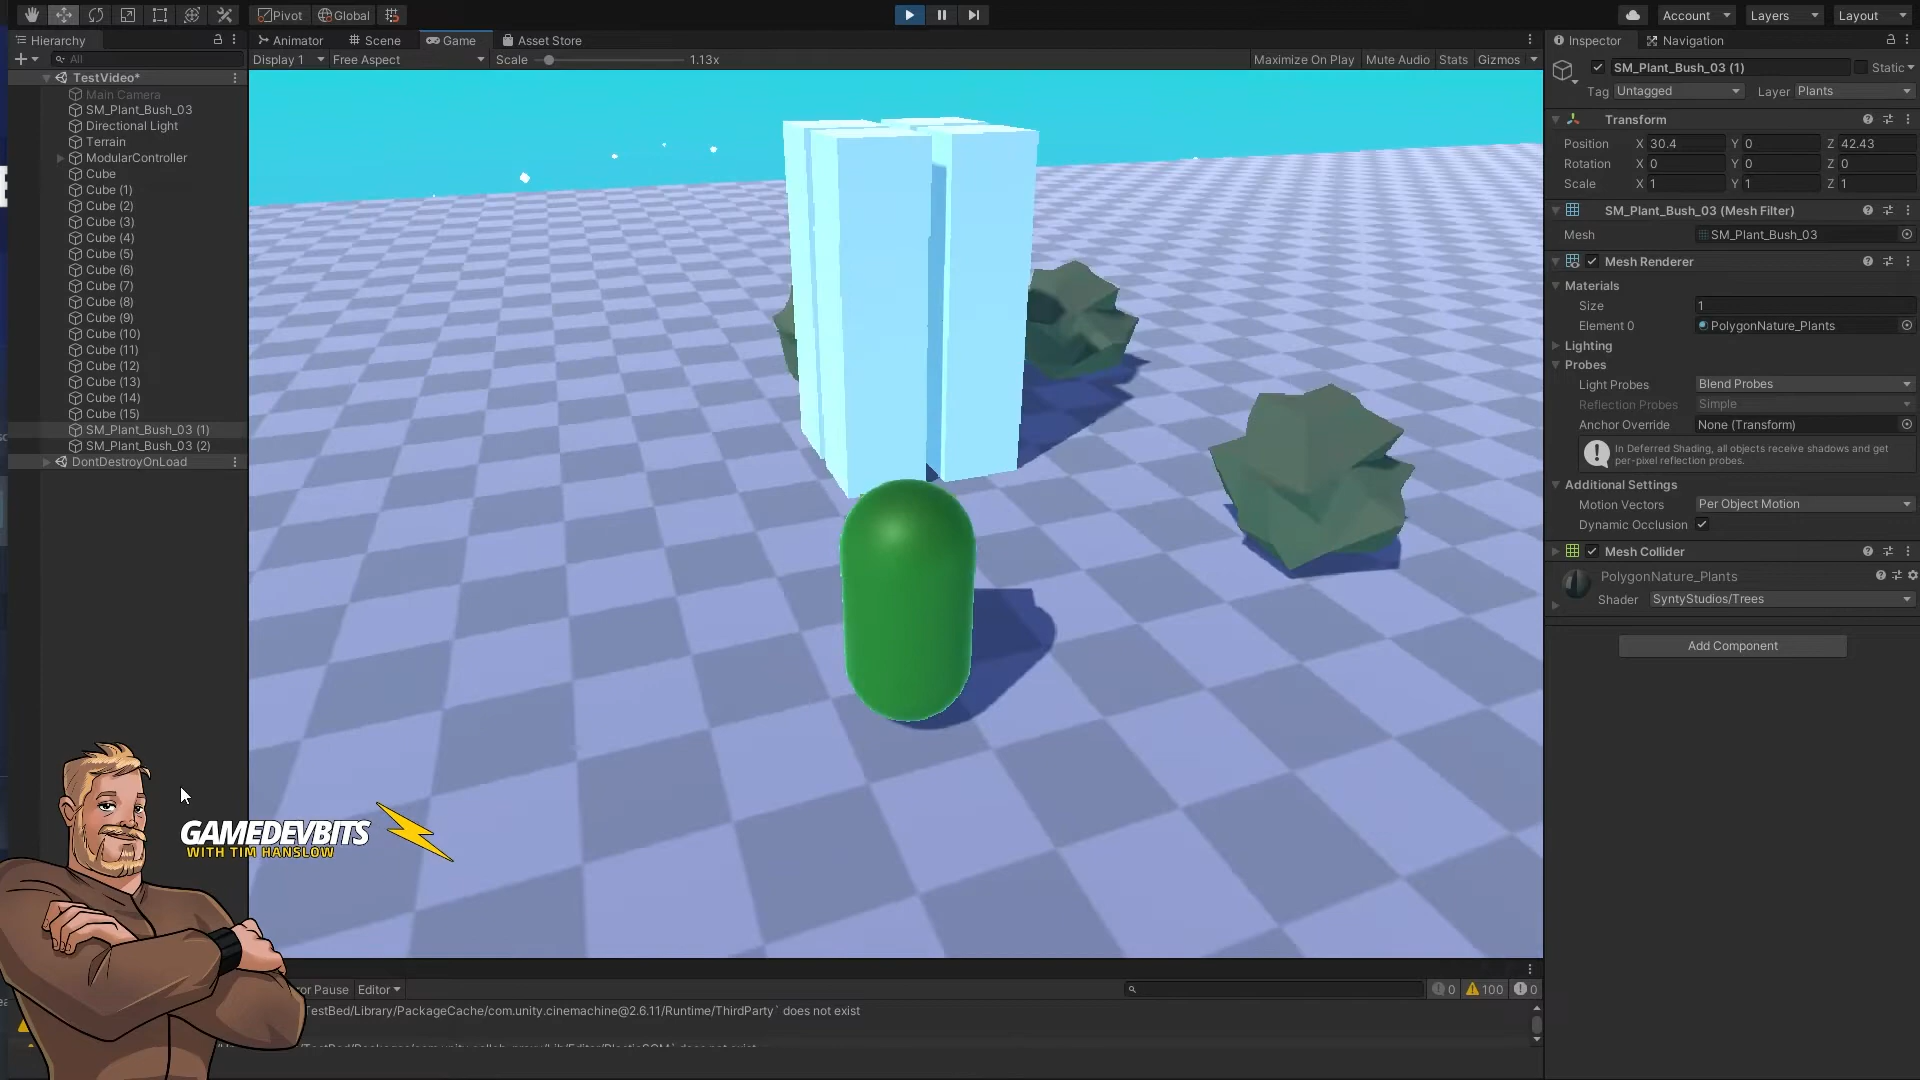 Pivot Global Account Layers Layout
Hierarchy Animator Scene Game Asset Store Inspector Navigation
All Display 1 Free Aspect Scale 1.13x Maximize On Play Mute Audio Stats Gizmos
SM_Plant_Bush_03 (1) Static
Tag Untagged Layer Plants
TestVideo*
Main Camera
SM_Plant_Bush_03
Directional Light
Terrain
ModularController
Cube
Cube (1)
Cube (2)
Cube (3)
Cube (4)
Cube (5)
Cube (6)
Cube (7)
Cube (8)
Cube (9)
Cube (10)
Cube (11)
Cube (12)
Cube (13)
Cube (14)
Cube (15)
SM_Plant_Bush_03 (1)
SM_Plant_Bush_03 (2)
DontDestroyOnLoad
Transform
Position X 30.4 Y 0 Z 42.43
Rotation X 0 Y 0 Z 0
Scale X 1 Y 1 Z 1
SM_Plant_Bush_03 (Mesh Filter)
Mesh SM_Plant_Bush_03
Mesh Renderer
Materials
Size 1
Element 0 PolygonNature_Plants
Lighting
Probes
Light Probes Blend Probes
Reflection Probes Simple
Anchor Override None (Transform)
In Deferred Shading, all objects receive shadows and get
per-pixel reflection probes.
Additional Settings
Motion Vectors Per Object Motion
Dynamic Occlusion
Mesh Collider
PolygonNature_Plants
Shader SyntyStudios/Trees
Add Component
GAMEDEVBITS
WITH TIM HANSLOW
ror Pause Editor 0 100 0
TestBed/Library/PackageCache/com.unity.cinemachine@2.6.11/Runtime/ThirdParty` does not exist